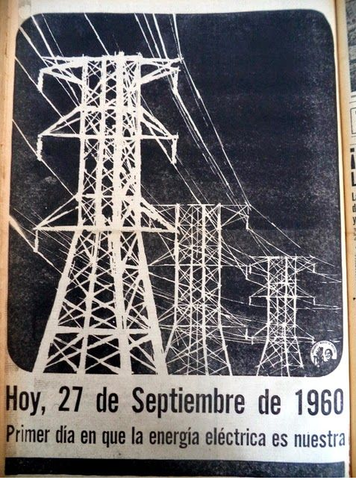 Hoy, 27 de Septiembre de 1960
Primer día en que la energía eléctrica es nuestra